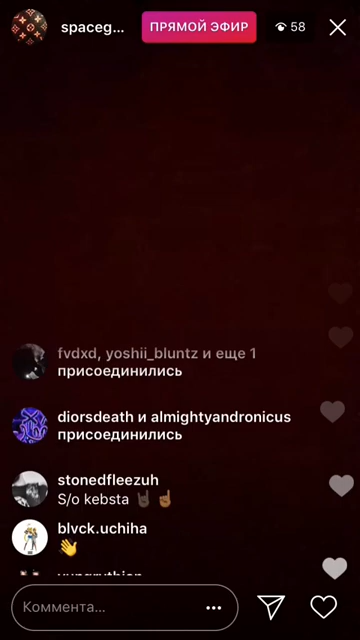 spaceg...
ПРЯМОЙ ЭФИР
58
fvdxd, yoshii_bluntz и еще 1
присоединились
diorsdeath и almightyandronicus
присоединились
stonedfleezuh
S/o kebsta 🤘🏿 ☝🏾
blvck.uchiha
👋
Коммента...